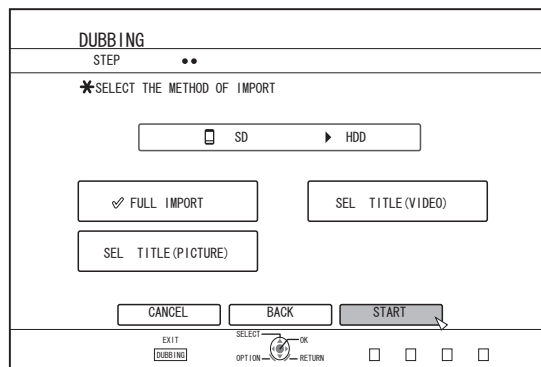 DUBBING
STEP
SELECT THE METHOD OF IMPORT
SD HDD
FULL IMPORT SEL TITLE(VIDEO)
SEL TITLE(PICTURE)
CANCEL BACK START
EXIT SELECT OK
DUBBING OPTION RETURN